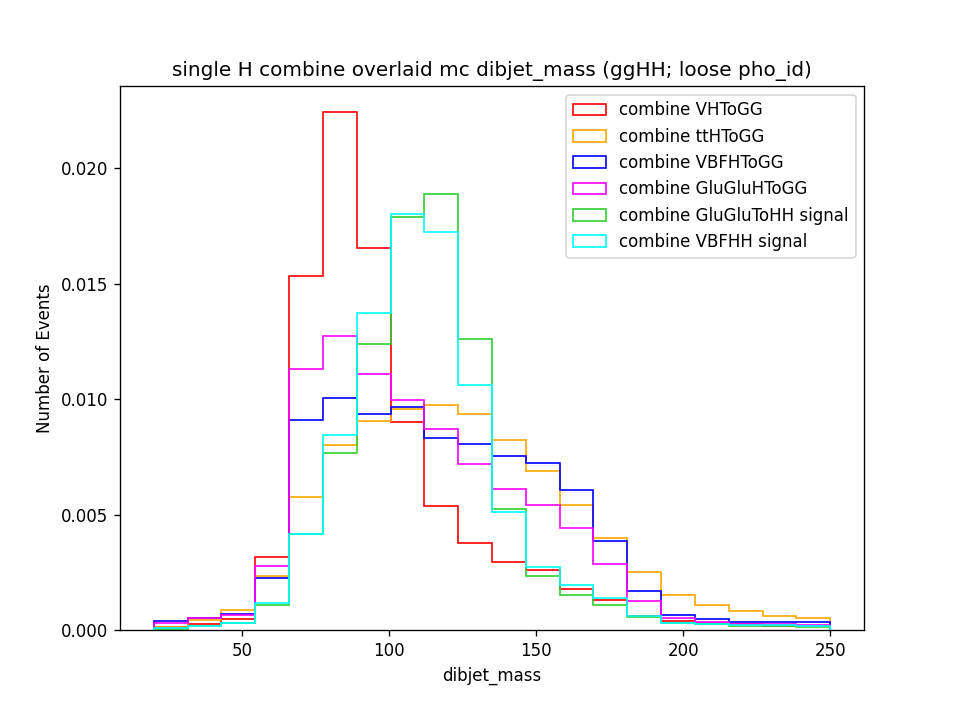 single H combine overlaid mc dibjet_mass (ggHH; loose pho_id)
combine VHToGG
combine ttHToGG
combine VBFHToGG
combine GluGluHToGG
combine GluGluToHH signal
combine VBFHH signal
Number of Events
0.020
0.015
0.010
0.005
0.000
50
100
150
200
250
dibjet_mass